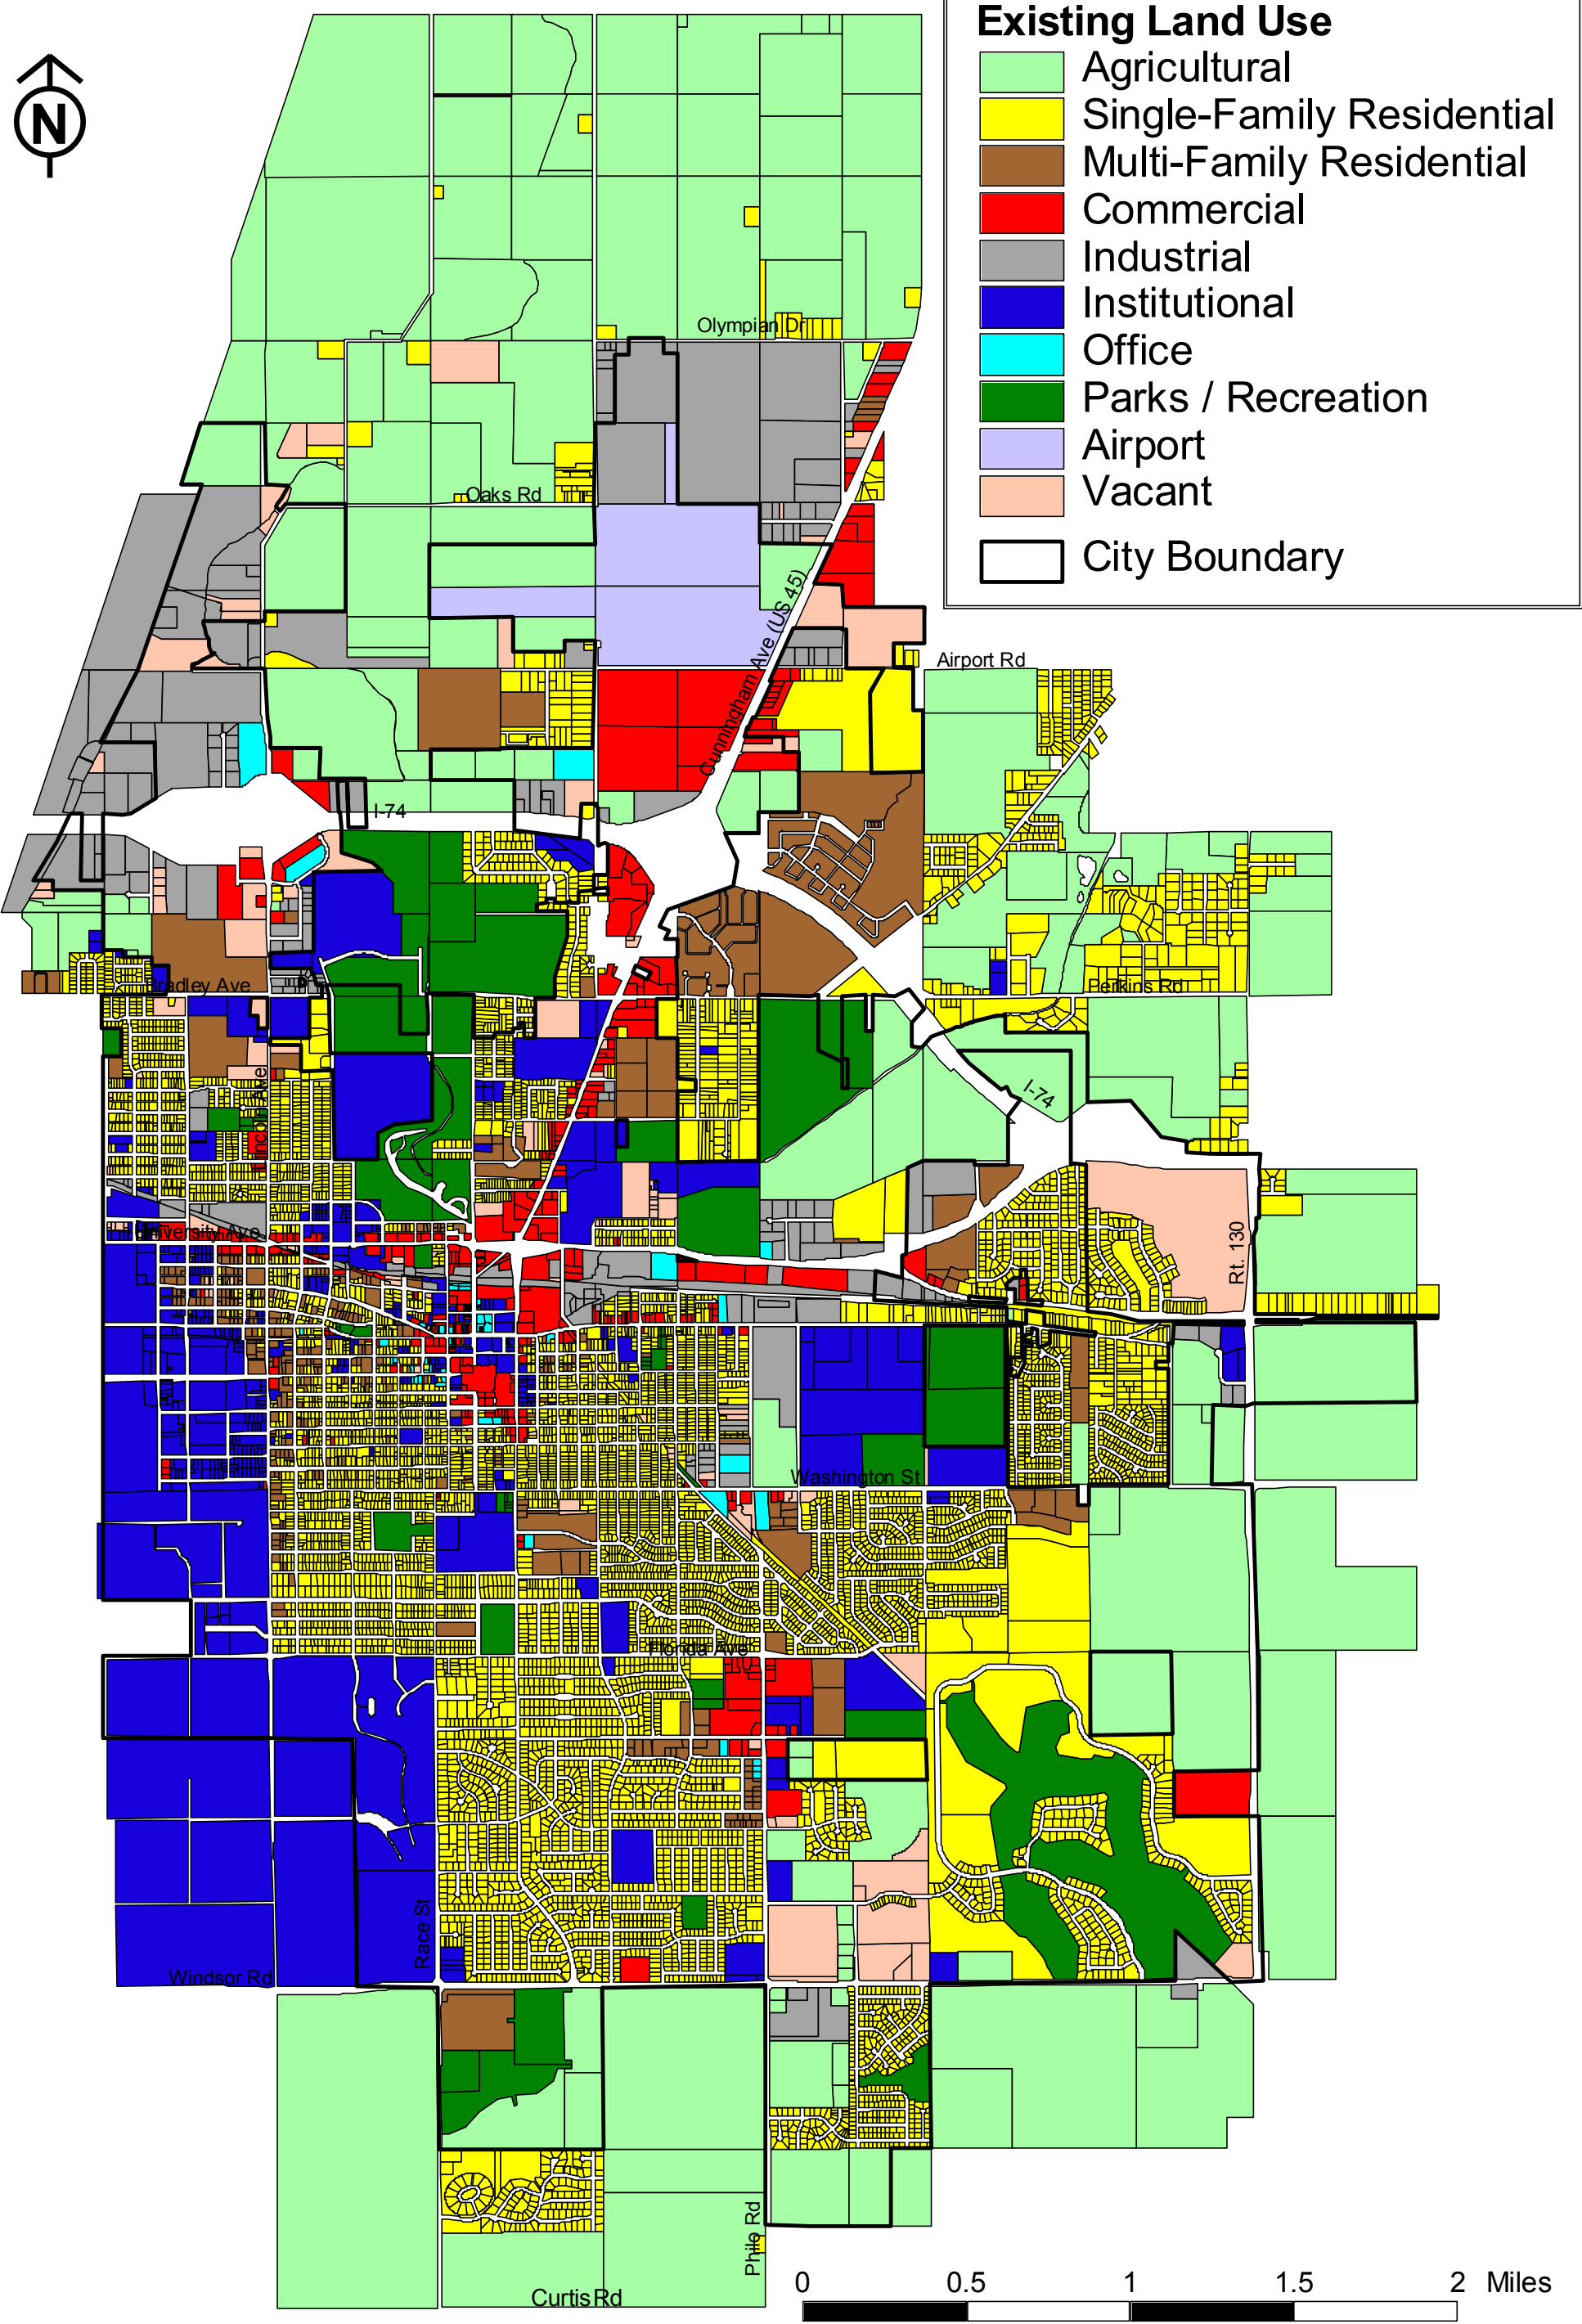 Existing Land Use
Agricultural
Single-Family Residential
Multi-Family Residential
Commercial
Industrial
Institutional
Office
Parks / Recreation
Airport
Vacant
City Boundary
N
Olympian Dr
Oaks Rd
Cunningham Ave (US 45)
Airport Rd
I-74
Bradley Ave
Perkins Rd
I-74
Lincoln Ave
University Ave
Rt. 130
Washington St
Florida Ave
Race St
Windsor Rd
Philo Rd
Curtis Rd
0 0.5 1 1.5 2 Miles